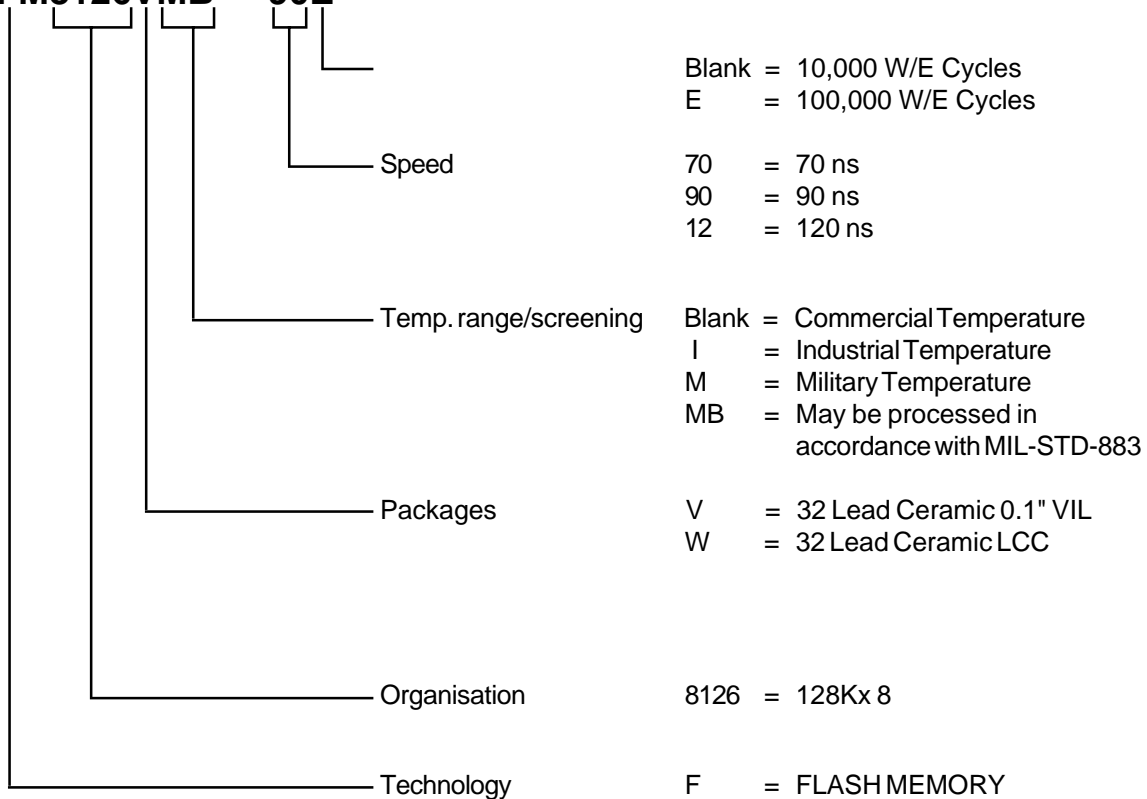 Blank = 10,000 W/E Cycles
E = 100,000 W/E Cycles
Speed 70 = 70 ns
90 = 90 ns
12 = 120 ns
Temp. range/screening Blank = Commercial Temperature
I = Industrial Temperature
M = Military Temperature
MB = May be processed in
accordance with MIL-STD-883
Packages V = 32 Lead Ceramic 0.1" VIL
W = 32 Lead Ceramic LCC
Organisation 8126 = 128K x 8
Technology F = FLASH MEMORY